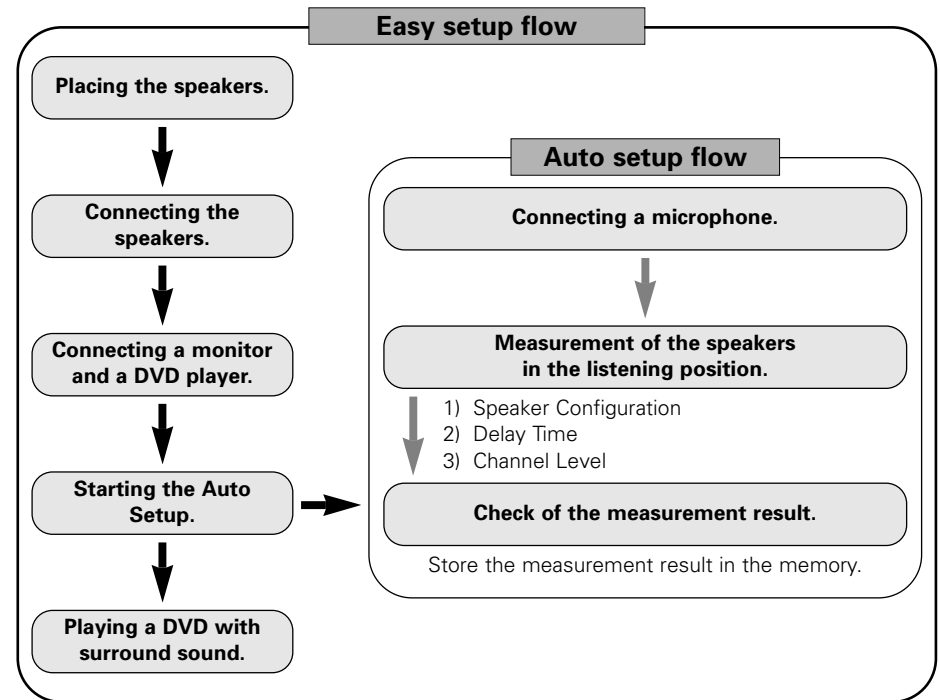 Easy setup flow
Placing the speakers.
Connecting the
speakers.
Connecting a monitor
and a DVD player.
Starting the Auto
Setup.
Playing a DVD with
surround sound.
Auto setup flow
Connecting a microphone.
Measurement of the speakers
in the listening position.
1) Speaker Configuration
2) Delay Time
3) Channel Level
Check of the measurement result.
Store the measurement result in the memory.